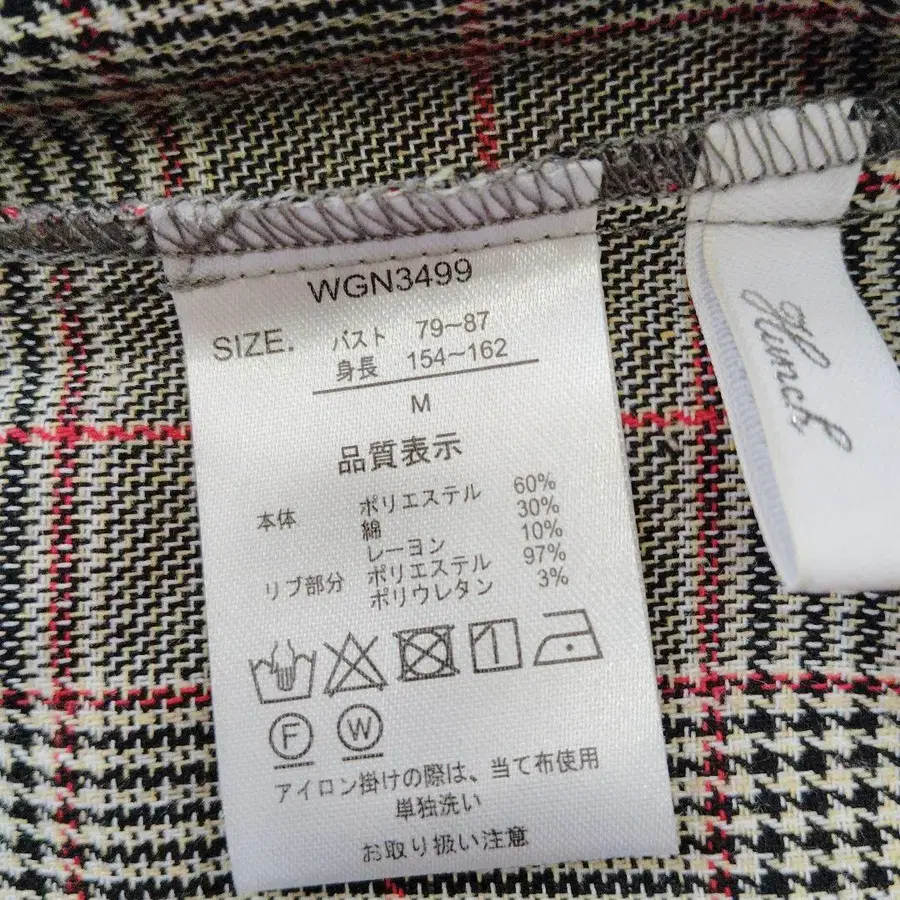 WGN3499
SIZE. バスト 79~87
身長 154~162
M
品質表示
本体 ポリエステル 60%
綿 30%
レーヨン 10%
リブ部分 ポリエステル 97%
ポリウレタン 3%
F W
アイロン掛けの際は、当て布使用
単独洗い
お取り扱い注意
Hunch